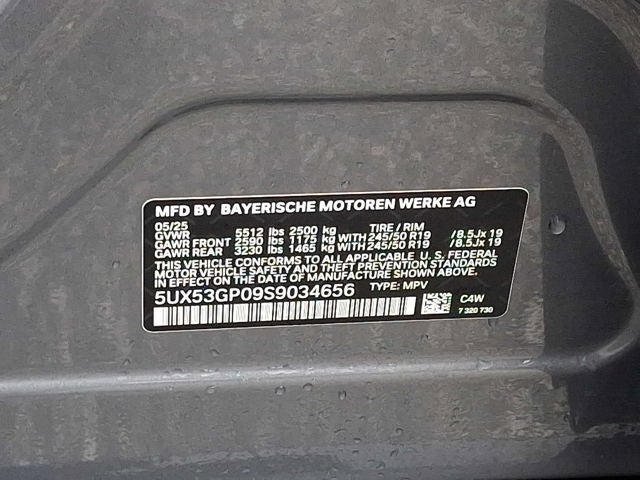 MFD BY BAYERISCHE MOTOREN WERKE AG
05/25 TIRE / RIM
GVWR 5512 lbs 2500 kg
GAWR FRONT 2590 lbs 1175 kg WITH 245/50 R19 /8.5Jx 19
GAWR REAR 3230 lbs 1465 kg WITH 245/50 R19 /8.5Jx 19
THIS VEHICLE CONFORMS TO ALL APPLICABLE U. S. FEDERAL
MOTOR VEHICLE SAFETY AND THEFT PREVENTION STANDARDS
IN EFFECT ON THE DATE OF MANUFACTURE SHOWN ABOVE.
5UX53GP09S9034656 TYPE: MPV
C4W
7 320 730